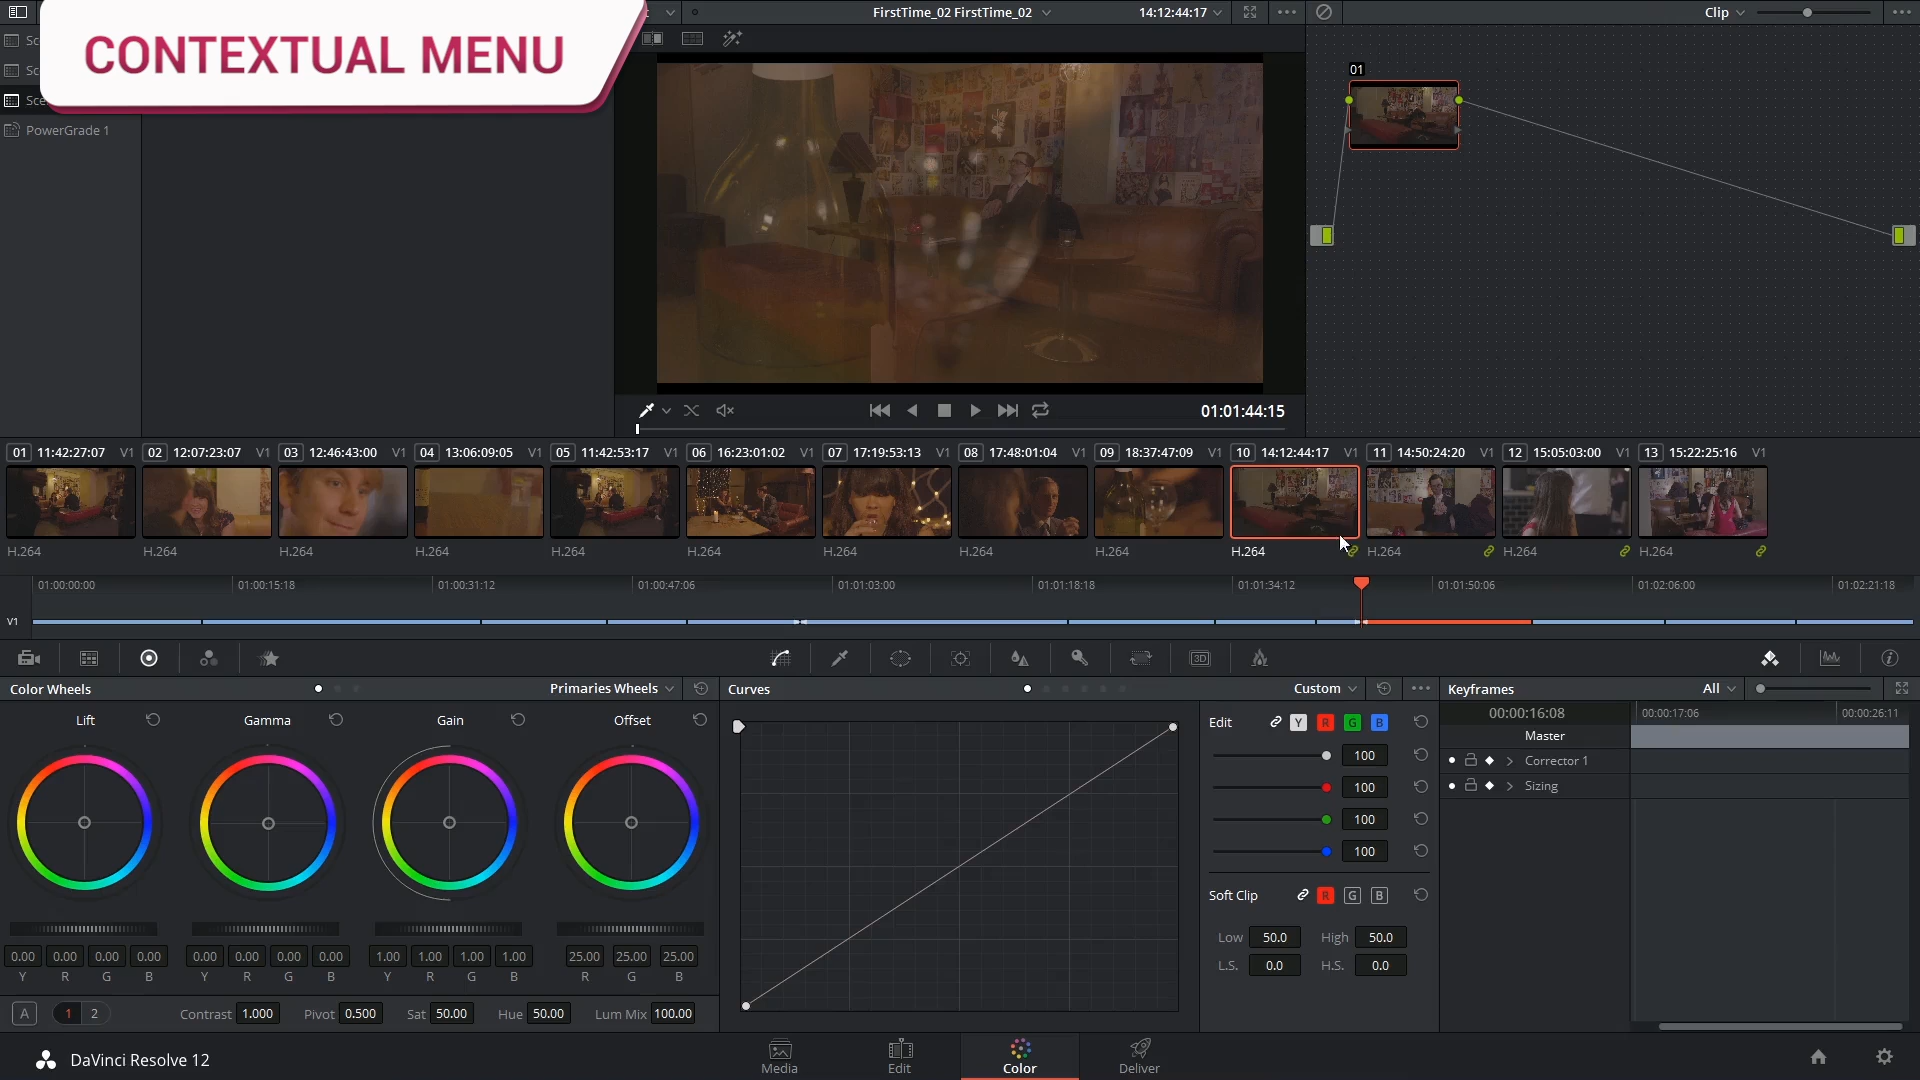 CONTEXTUAL MENU
FirstTime_02 FirstTime_02
14:12:44:17
Clip
Sc
Sc
Sce
PowerGrade 1
01
01:01:44:15
01 11:42:27:07 V1
02 12:07:23:07 V1
03 12:46:43:00 V1
04 13:06:09:05 V1
05 11:42:53:17 V1
06 16:23:01:02 V1
07 17:19:53:13 V1
08 17:48:01:04 V1
09 18:37:47:09 V1
10 14:12:44:17 V1
11 14:50:24:20 V1
12 15:05:03:00 V1
13 15:22:25:16 V1
H.264 H.264 H.264 H.264 H.264 H.264 H.264 H.264 H.264 H.264 H.264 H.264 H.264
01:00:00:00 01:00:15:18 01:00:31:12 01:00:47:06 01:01:03:00 01:01:18:18 01:01:34:12 01:01:50:06 01:02:06:00 01:02:21:18
V1
3D
Color Wheels
Primaries Wheels
Lift Gamma Gain Offset
0.00 0.00 0.00 0.00 0.00 0.00 0.00 0.00 1.00 1.00 1.00 1.00 25.00 25.00 25.00
Y R G B Y R G B Y R G B R G B
A 1 2 Contrast 1.000 Pivot 0.500 Sat 50.00 Hue 50.00 Lum Mix 100.00
Curves
Custom
Edit Y R G B
100
100
100
100
Soft Clip R G B
Low 50.0 High 50.0
L.S. 0.0 H.S. 0.0
Keyframes
All
00:00:16:08 00:00:17:06 00:00:26:11
Master
Corrector 1
Sizing
DaVinci Resolve 12
Media Edit Color Deliver